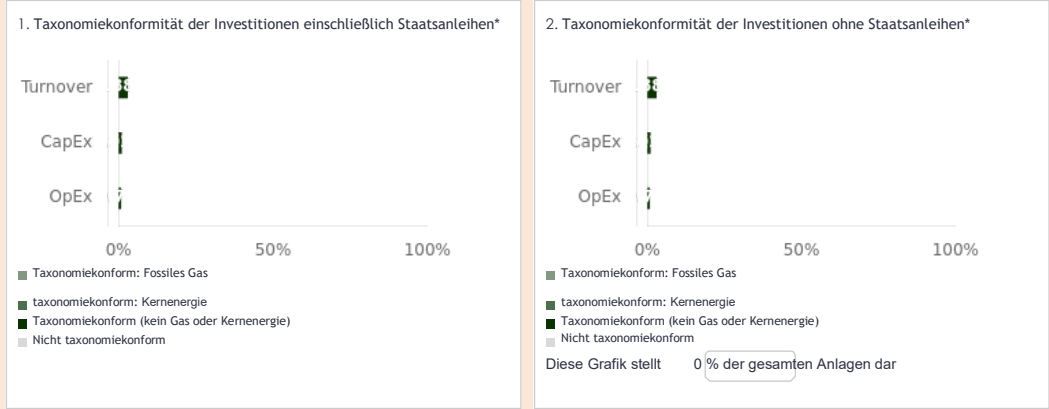 1. Taxonomiekonformität der Investitionen einschließlich Staatsanleihen*
Turnover
CapEx
OpEx
0% 50% 100%
Taxonomiekonform: Fossiles Gas
taxonomiekonform: Kernenergie
Taxonomiekonform (kein Gas oder Kernenergie)
Nicht taxonomiekonform
2. Taxonomiekonformität der Investitionen ohne Staatsanleihen*
Turnover
CapEx
OpEx
0% 50% 100%
Taxonomiekonform: Fossiles Gas
taxonomiekonform: Kernenergie
Taxonomiekonform (kein Gas oder Kernenergie)
Nicht taxonomiekonform
Diese Grafik stellt 0 % der gesamten Anlagen dar